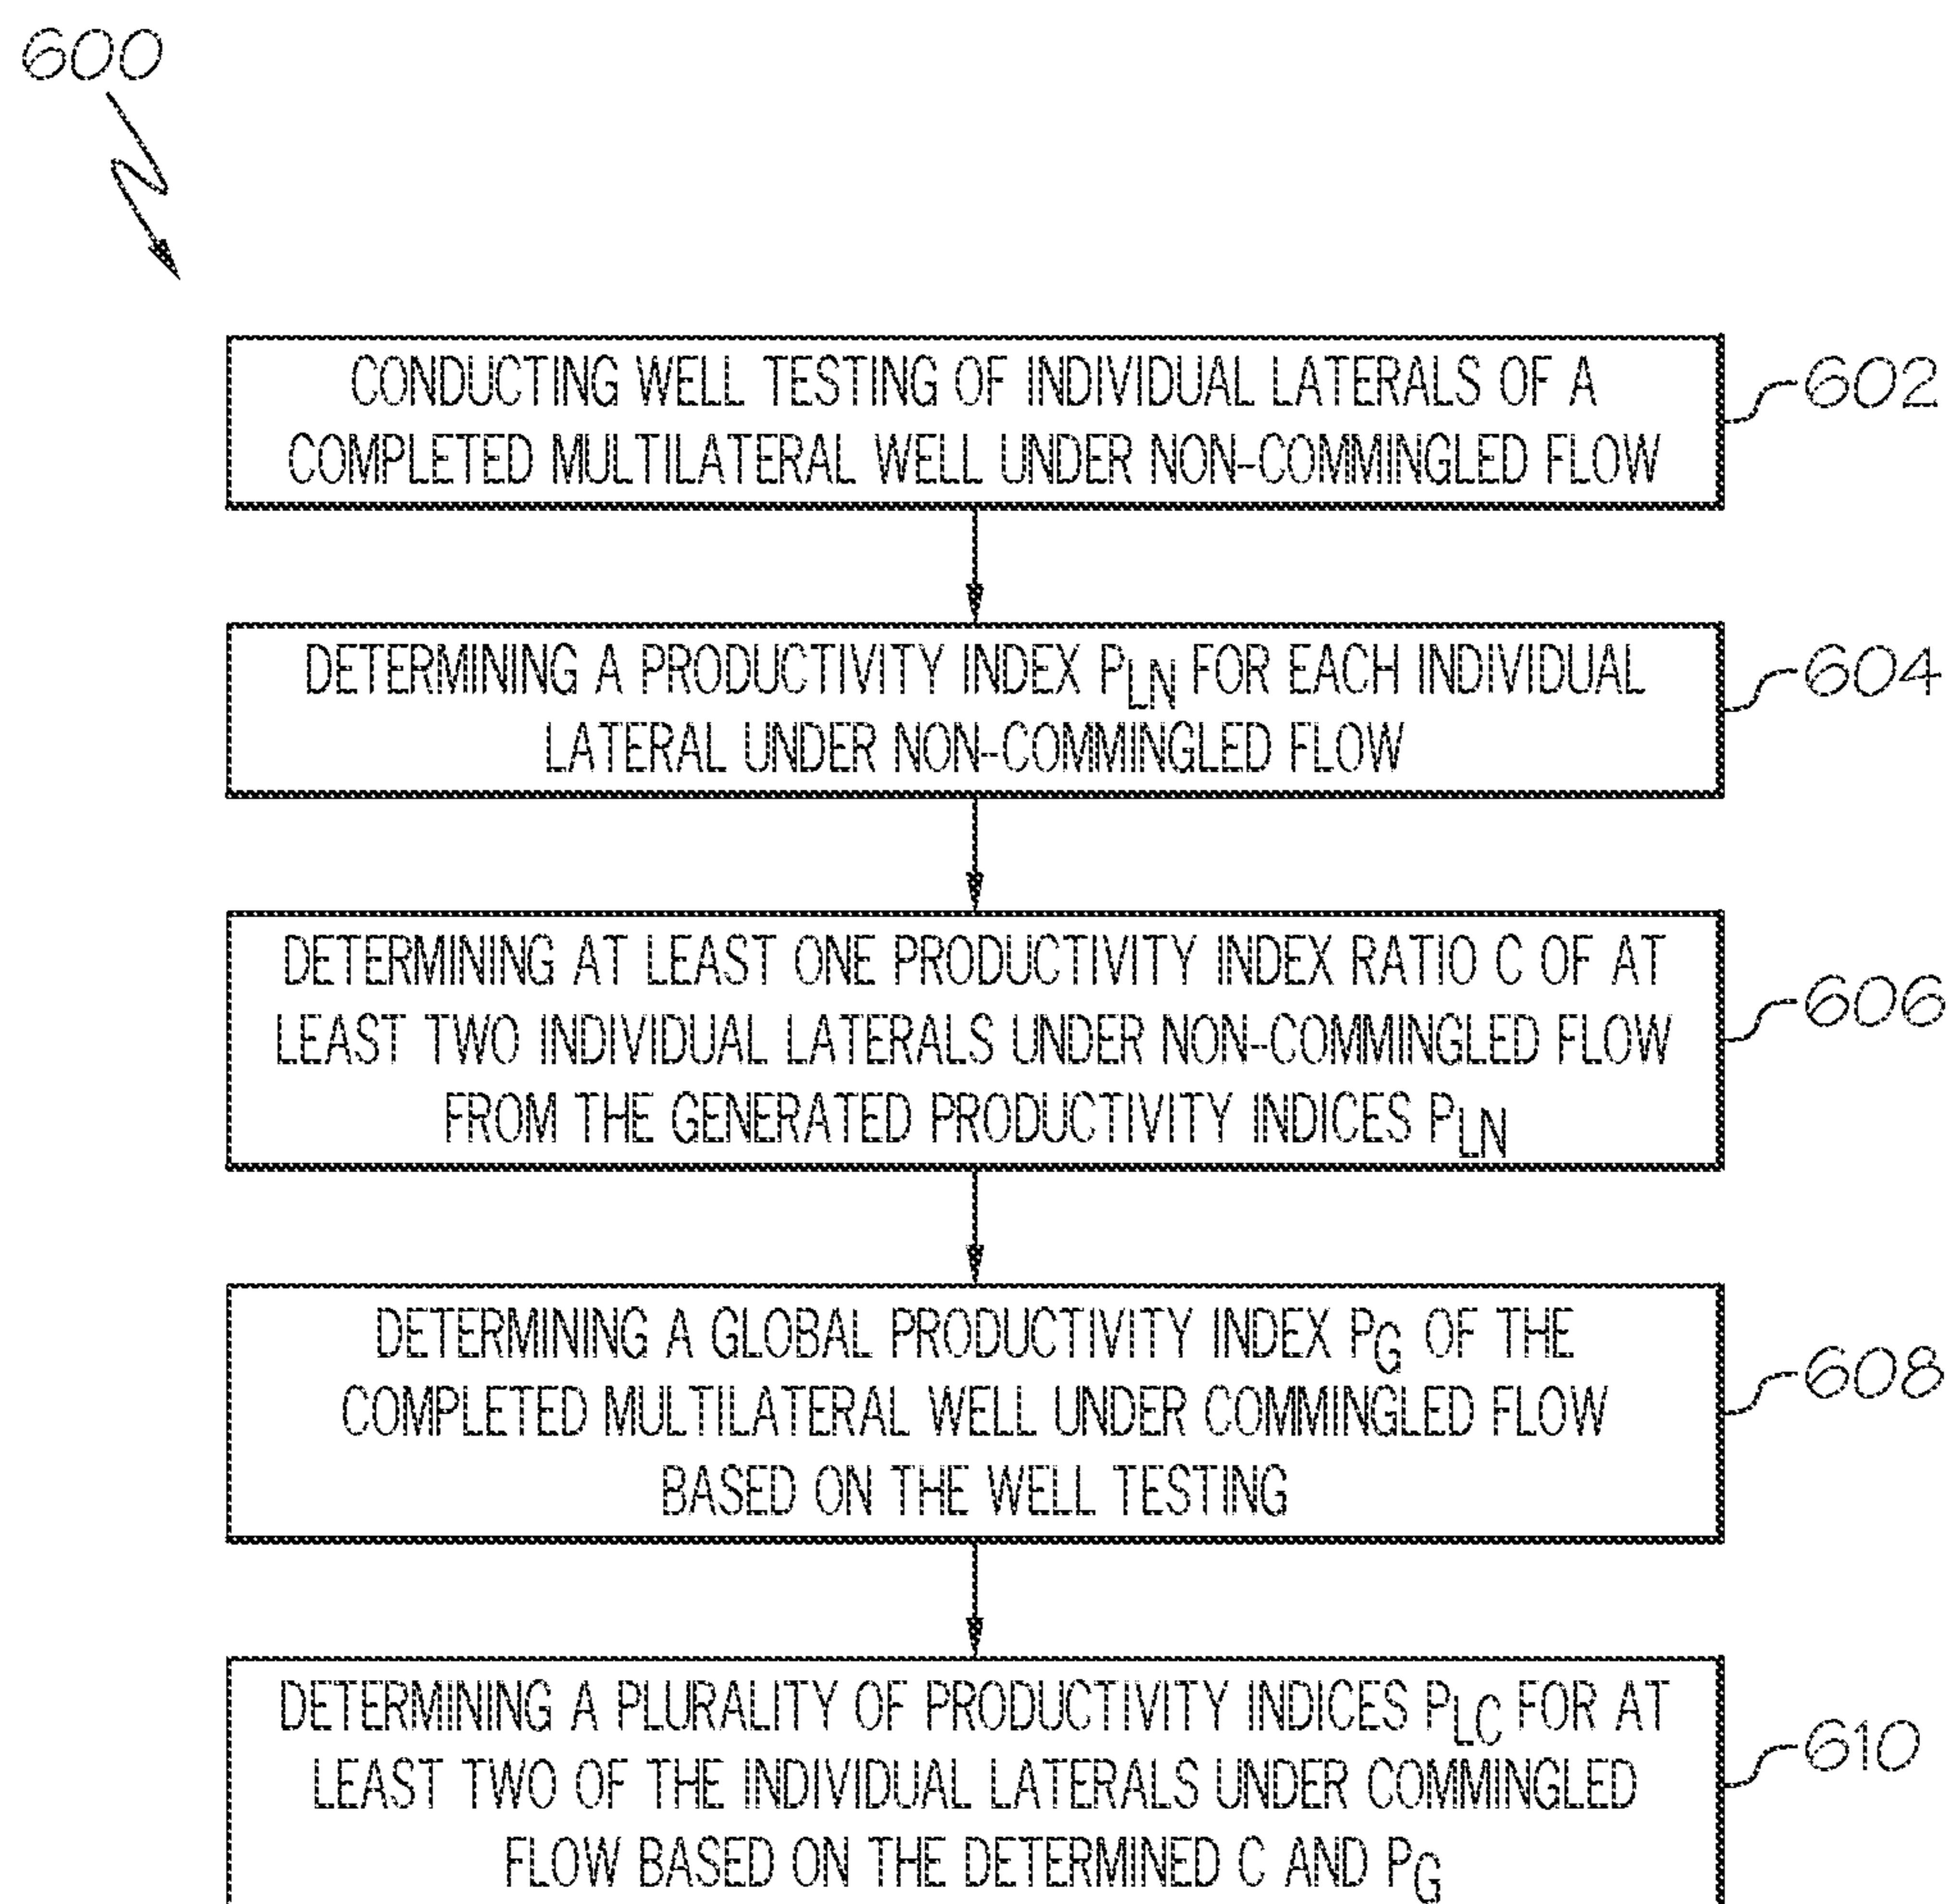 600
CONDUCTING WELL TESTING OF INDIVIDUAL LATERALS OF A
COMPLETED MULTILATERAL WELL UNDER NON-COMMINGLED FLOW
602
DETERMINING A PRODUCTIVITY INDEX PLN FOR EACH INDIVIDUAL
LATERAL UNDER NON-COMMINGLED FLOW
604
DETERMINING AT LEAST ONE PRODUCTIVITY INDEX RATIO C OF AT
LEAST TWO INDIVIDUAL LATERALS UNDER NON-COMMINGLED FLOW
FROM THE GENERATED PRODUCTIVITY INDICES PLN
606
DETERMINING A GLOBAL PRODUCTIVITY INDEX PG OF THE
COMPLETED MULTILATERAL WELL UNDER COMMINGLED FLOW
BASED ON THE WELL TESTING
608
DETERMINING A PLURALITY OF PRODUCTIVITY INDICES PLC FOR AT
LEAST TWO OF THE INDIVIDUAL LATERALS UNDER COMMINGLED
FLOW BASED ON THE DETERMINED C AND PG
610